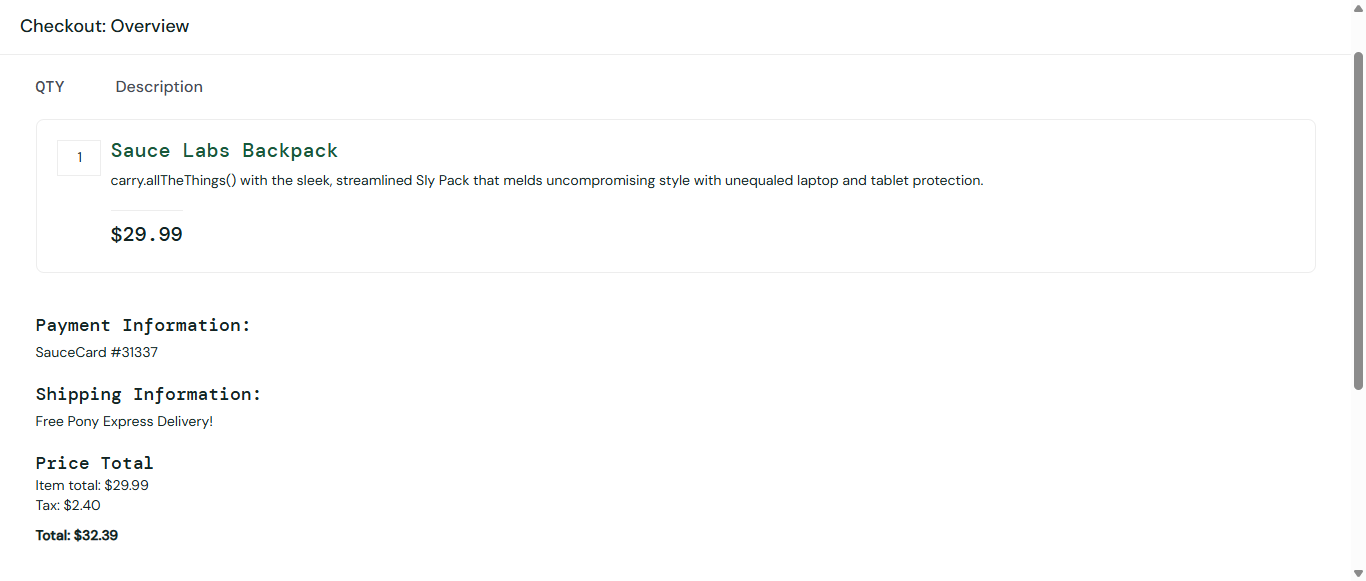 Checkout: Overview
QTY Description
1 Sauce Labs Backpack
carry.allTheThings() with the sleek, streamlined Sly Pack that melds uncompromising style with unequaled laptop and tablet protection.
$29.99
Payment Information:
SauceCard #31337
Shipping Information:
Free Pony Express Delivery!
Price Total
Item total: $29.99
Tax: $2.40
Total: $32.39